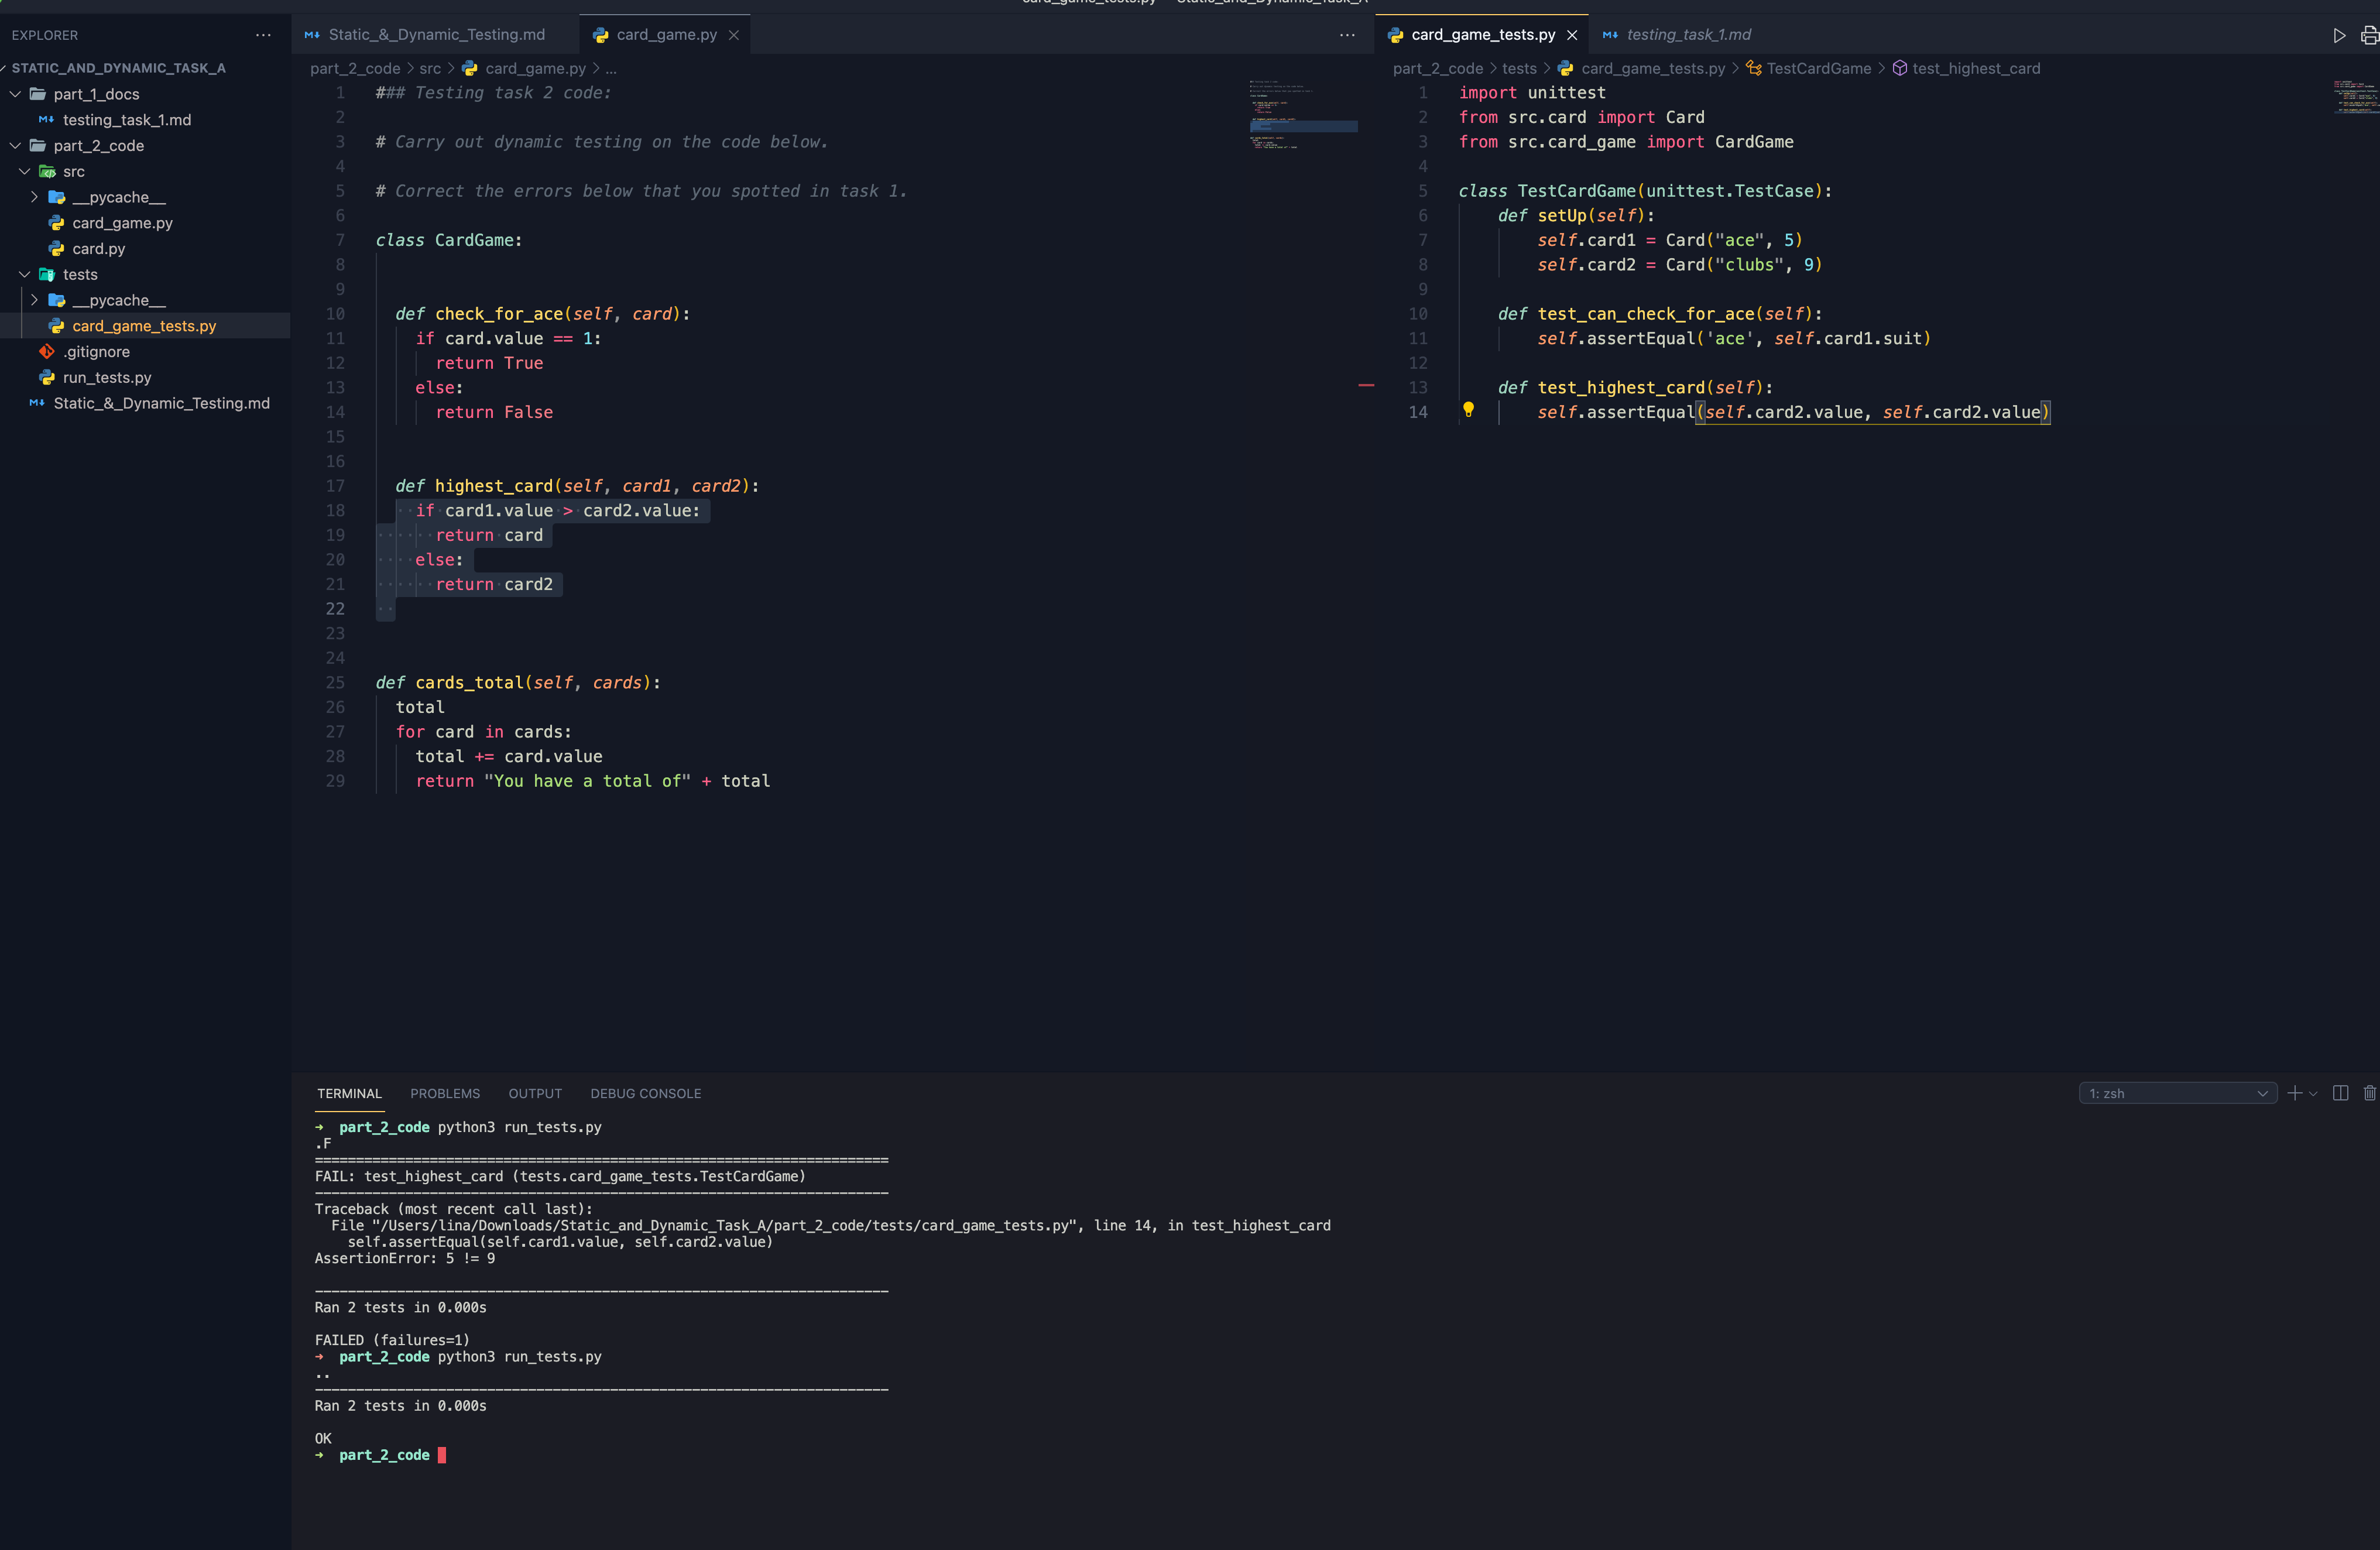 card_game_tests.py — Static_and_Dynamic_Task_A
EXPLORER
STATIC_AND_DYNAMIC_TASK_A
part_1_docs
testing_task_1.md
part_2_code
src
__pycache__
card_game.py
card.py
tests
__pycache__
card_game_tests.py
.gitignore
run_tests.py
Static_&_Dynamic_Testing.md
Static_&_Dynamic_Testing.md
card_game.py
part_2_code > src > card_game.py > ...
1 ### Testing task 2 code:
2
3 # Carry out dynamic testing on the code below.
4
5 # Correct the errors below that you spotted in task 1.
6
7 class CardGame:
8
9
10 def check_for_ace(self, card):
11 if card.value == 1:
12 return True
13 else:
14 return False
15
16
17 def highest_card(self, card1, card2):
18 if card1.value > card2.value:
19 return card
20 else:
21 return card2
22
23
24
25 def cards_total(self, cards):
26 total
27 for card in cards:
28 total += card.value
29 return "You have a total of" + total
card_game_tests.py
testing_task_1.md
part_2_code > tests > card_game_tests.py > TestCardGame > test_highest_card
1 import unittest
2 from src.card import Card
3 from src.card_game import CardGame
4
5 class TestCardGame(unittest.TestCase):
6 def setUp(self):
7 self.card1 = Card("ace", 5)
8 self.card2 = Card("clubs", 9)
9
10 def test_can_check_for_ace(self):
11 self.assertEqual('ace', self.card1.suit)
12
13 def test_highest_card(self):
14 self.assertEqual(self.card2.value, self.card2.value)
TERMINAL PROBLEMS OUTPUT DEBUG CONSOLE
1: zsh
➜ part_2_code python3 run_tests.py
.F
======================================================================
FAIL: test_highest_card (tests.card_game_tests.TestCardGame)
----------------------------------------------------------------------
Traceback (most recent call last):
File "/Users/lina/Downloads/Static_and_Dynamic_Task_A/part_2_code/tests/card_game_tests.py", line 14, in test_highest_card
self.assertEqual(self.card1.value, self.card2.value)
AssertionError: 5 != 9
----------------------------------------------------------------------
Ran 2 tests in 0.000s
FAILED (failures=1)
➜ part_2_code python3 run_tests.py
..
----------------------------------------------------------------------
Ran 2 tests in 0.000s
OK
➜ part_2_code